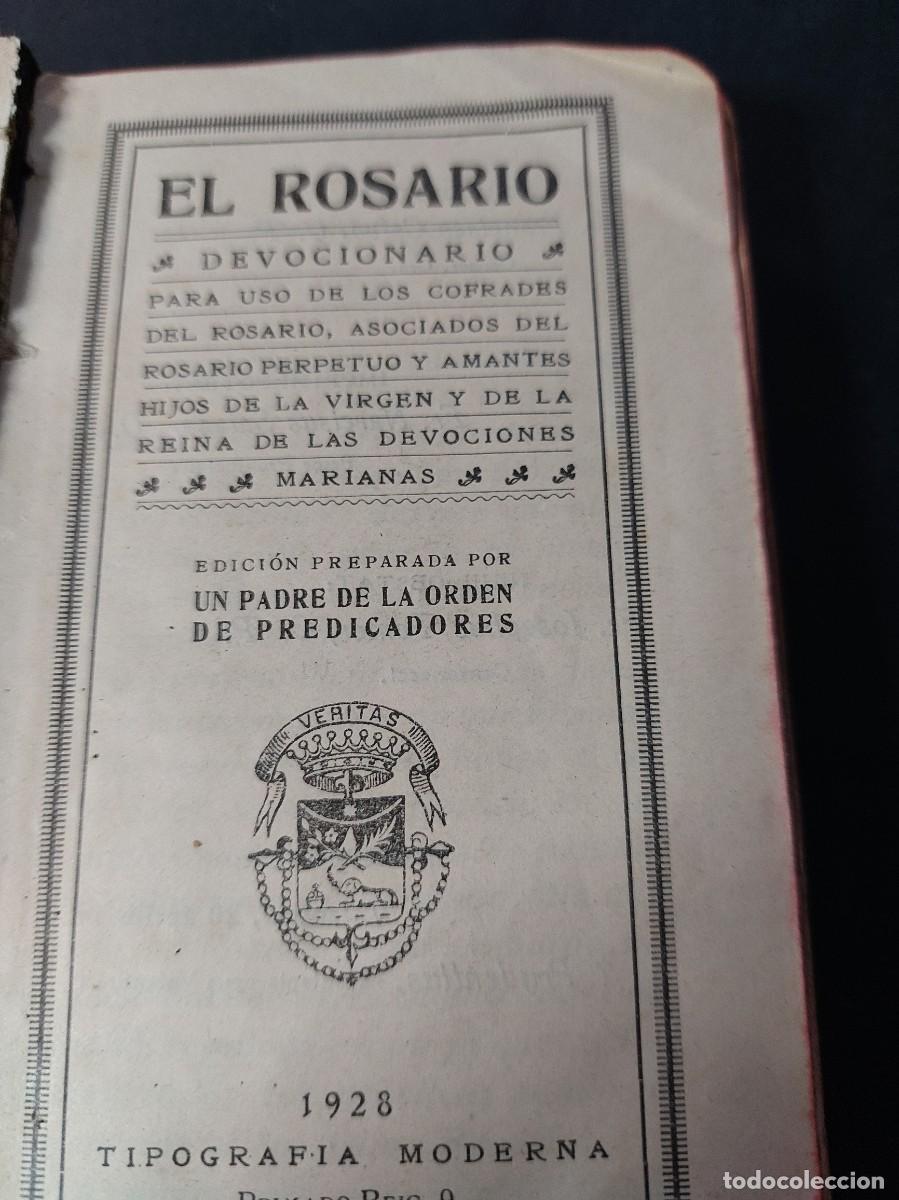 EL ROSARIO
DEVOCIONARIO
PARA USO DE LOS COFRADES
DEL ROSARIO, ASOCIADOS DEL
ROSARIO PERPETUO Y AMANTES
HIJOS DE LA VIRGEN Y DE LA
REINA DE LAS DEVOCIONES
MARIANAS
EDICIÓN PREPARADA POR
UN PADRE DE LA ORDEN
DE PREDICADORES
VERITAS
1928
TIPOGRAFIA MODERNA
todocoleccion